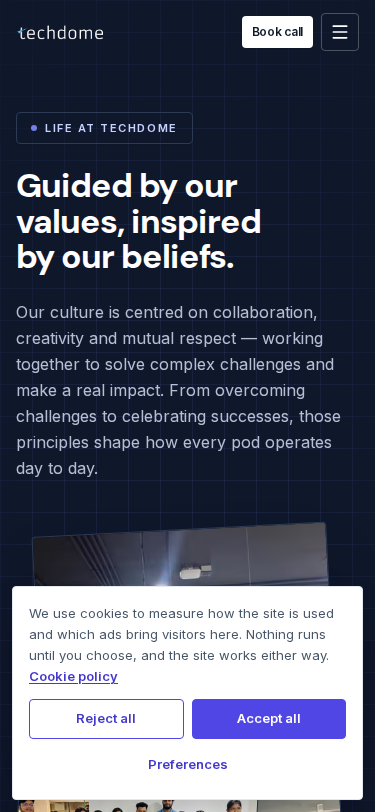 techdome
Book call
LIFE AT TECHDOME
Guided by our
values, inspired
by our beliefs.
Our culture is centred on collaboration,
creativity and mutual respect — working
together to solve complex challenges and
make a real impact. From overcoming
challenges to celebrating successes, those
principles shape how every pod operates
day to day.
We use cookies to measure how the site is used
and which ads bring visitors here. Nothing runs
until you choose, and the site works either way.
Cookie policy
Reject all
Accept all
Preferences